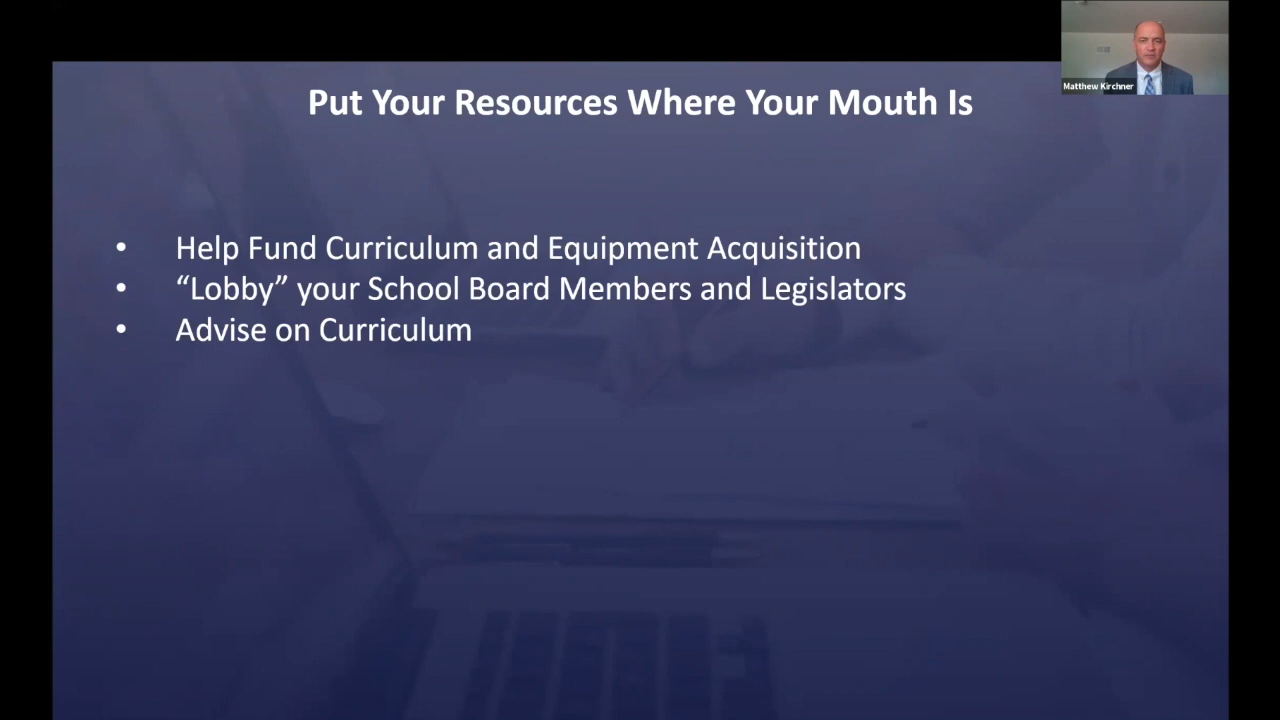 Put Your Resources Where Your Mouth Is
Matthew Kirchner
• Help Fund Curriculum and Equipment Acquisition
• “Lobby” your School Board Members and Legislators
• Advise on Curriculum